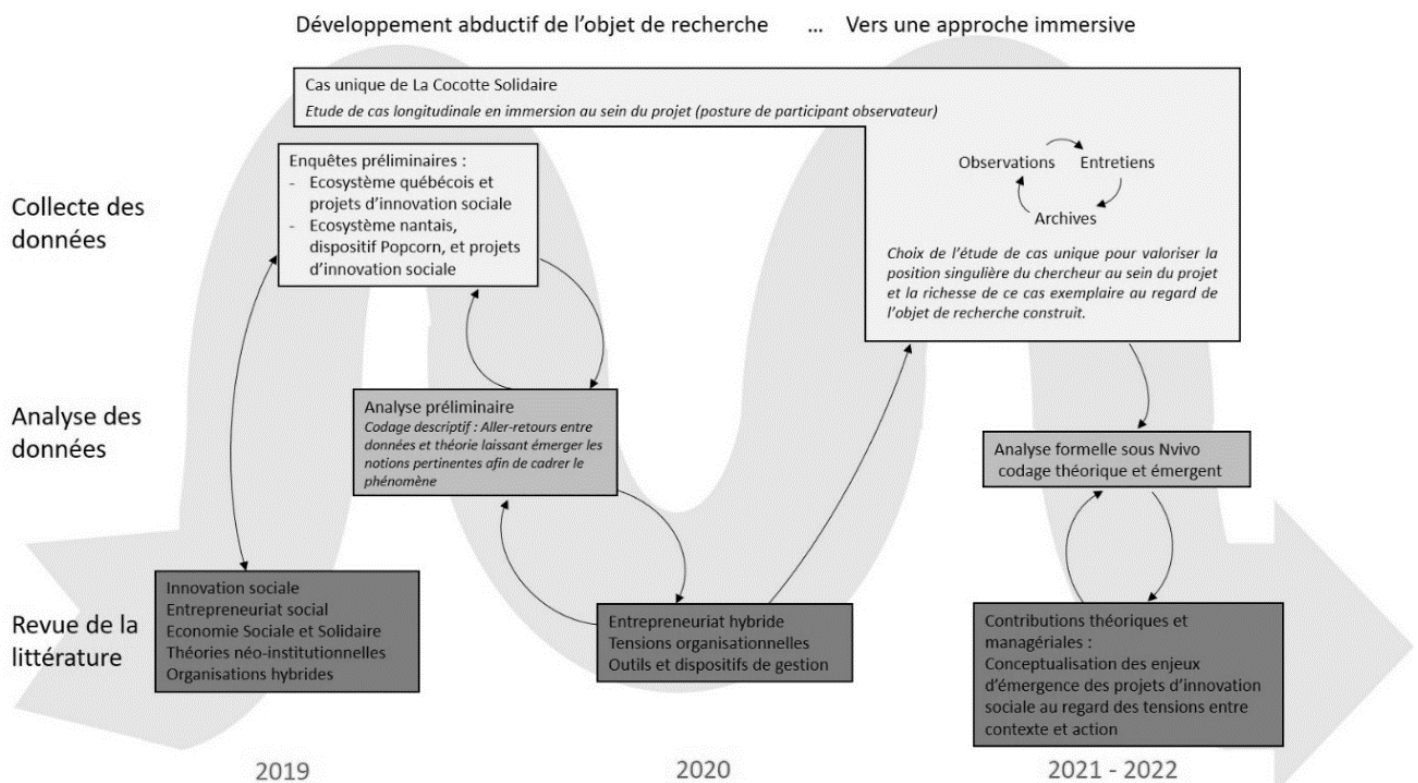 Développement abductif de l'objet de recherche ... Vers une approche immersive
Cas unique de La Cocotte Solidaire
Etude de cas longitudinale en immersion au sein du projet (posture de participant observateur)
Collecte des
données
Enquêtes préliminaires :
- Ecosystème québécois et
projets d'innovation sociale
- Ecosystème nantais,
dispositif Popcorn, et projets
d'innovation sociale
Observations Entretiens
Archives
Choix de l'étude de cas unique pour valoriser la
position singulière du chercheur au sein du projet
et la richesse de ce cas exemplaire au regard de
l'objet de recherche construit.
Analyse des
données
Analyse préliminaire
Codage descriptif : Aller-retours entre
données et théorie laissant émerger les
notions pertinentes afin de cadrer le
phénomène
Analyse formelle sous Nvivo
codage théorique et émergent
Revue de la
littérature
Innovation sociale
Entrepreneuriat social
Economie Sociale et Solidaire
Théories néo-institutionnelles
Organisations hybrides
Entrepreneuriat hybride
Tensions organisationnelles
Outils et dispositifs de gestion
Contributions théoriques et
managériales :
Conceptualisation des enjeux
d'émergence des projets d'innovation
sociale au regard des tensions entre
contexte et action
2019
2020
2021 - 2022